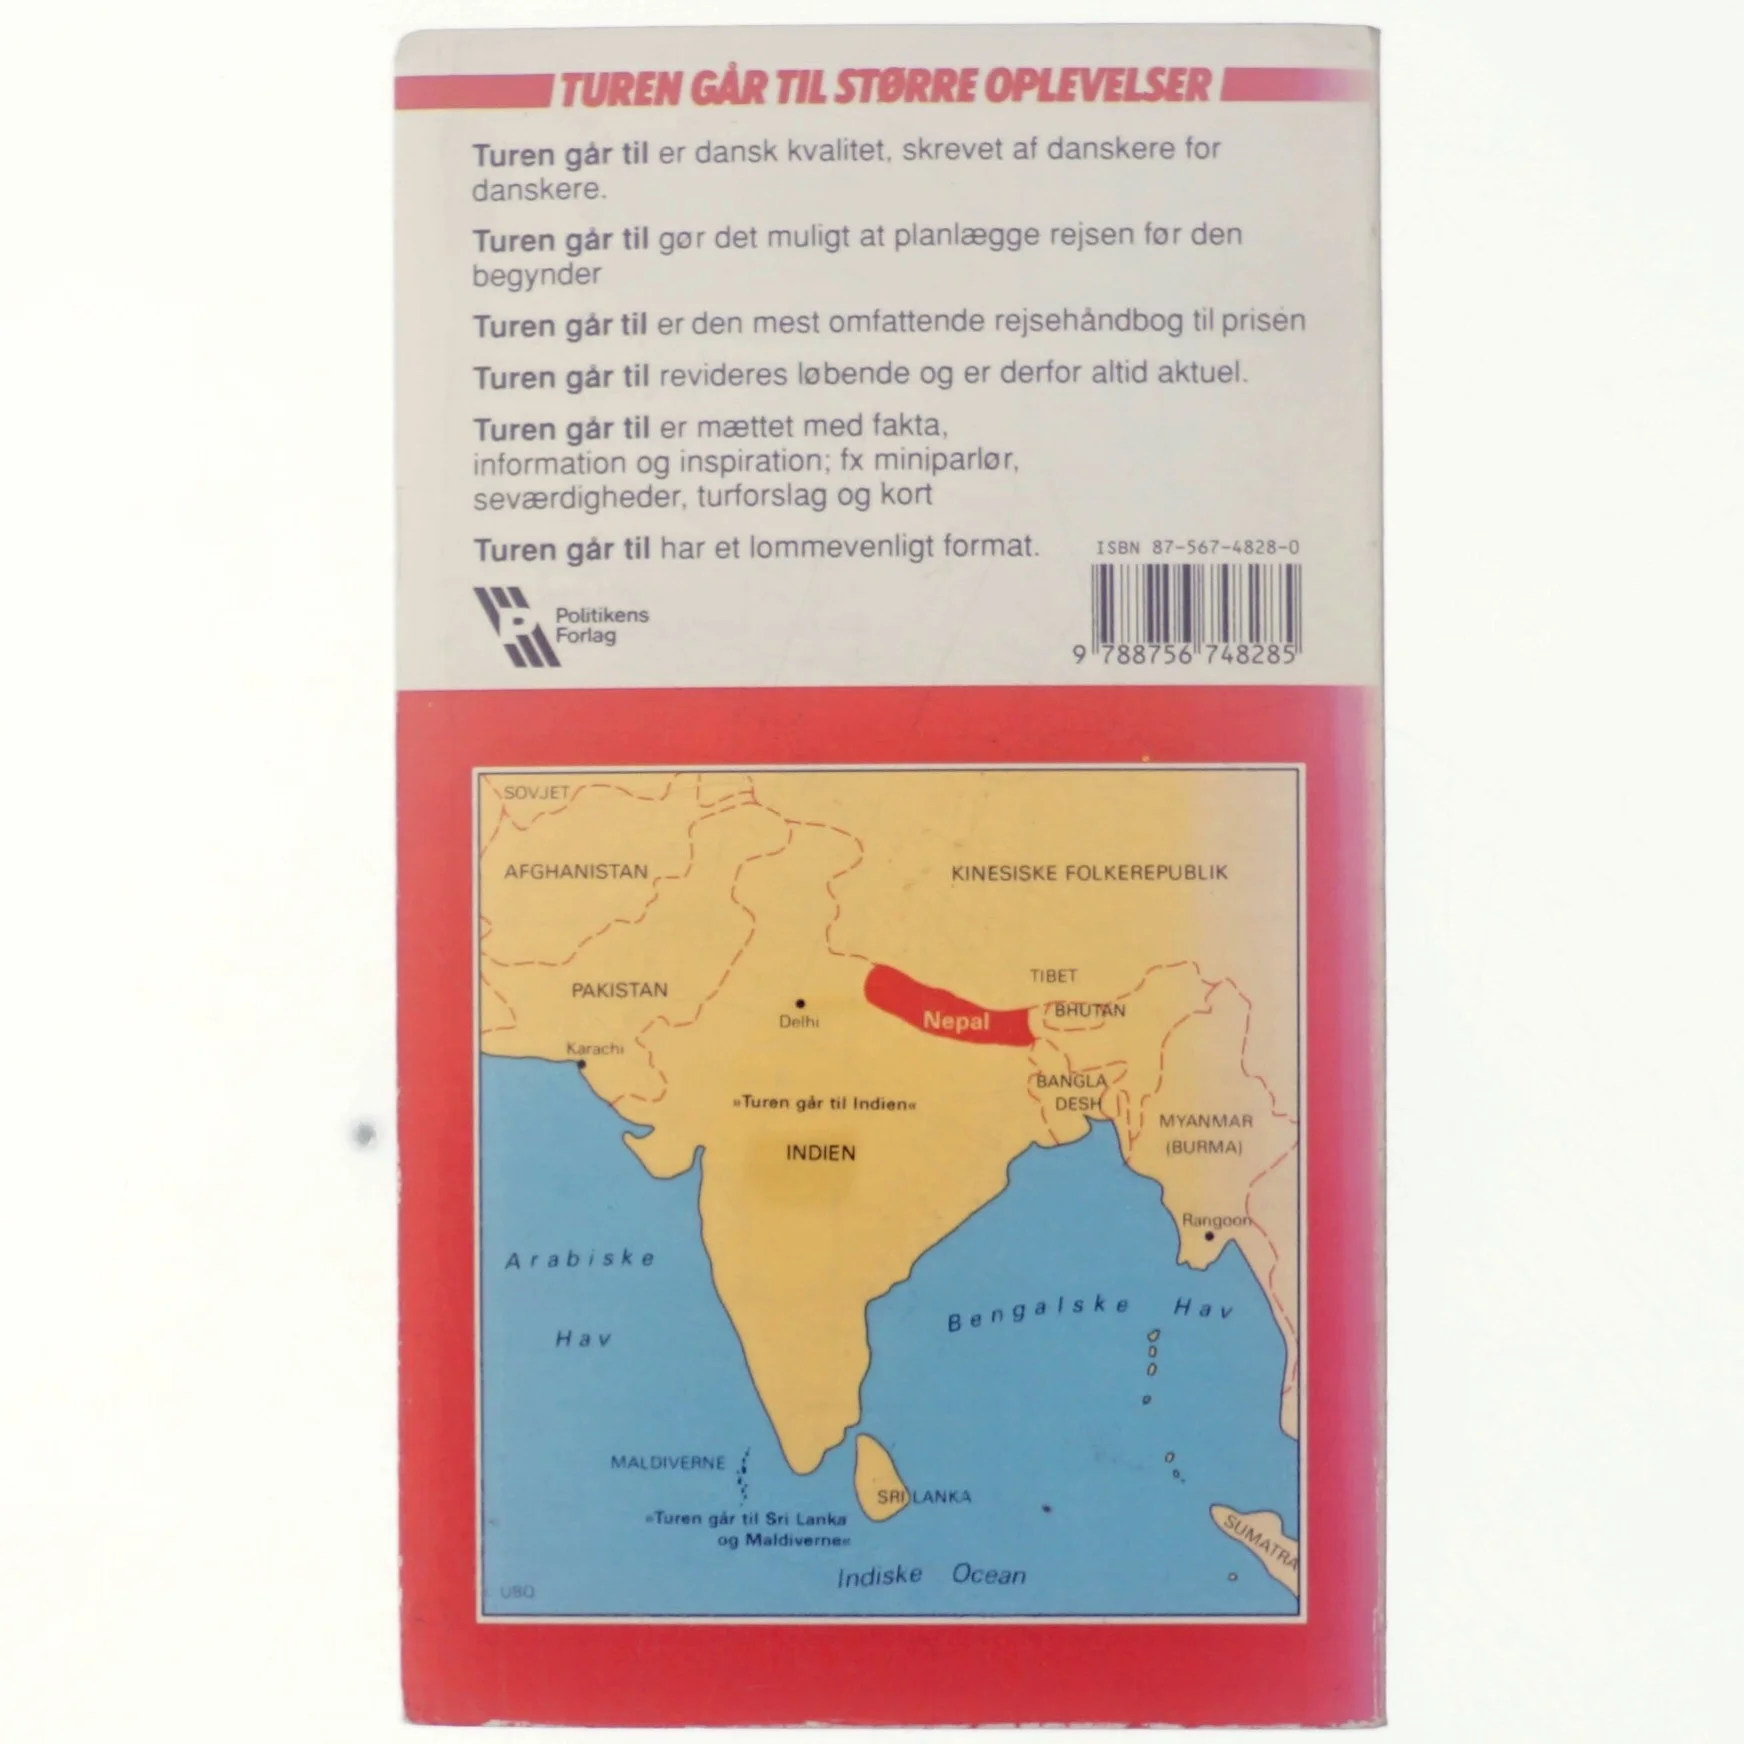 TUREN GÅR TIL STØRRE OPLEVELSER
Turen går til er dansk kvalitet, skrevet af danskere for
danskere.
Turen går til gør det muligt at planlægge rejsen før den
begynder
Turen går til er den mest omfattende rejsehåndbog til prisen
Turen går til revideres løbende og er derfor altid aktuel.
Turen går til er mættet med fakta,
information og inspiration; fx miniparlør,
seværdigheder, turforslag og kort
Turen går til har et lommevenligt format.
ISBN 87-567-4828-0
9 788756 748285
Politikens
Forlag
SOVJET
AFGHANISTAN
KINESISKE FOLKEREPUBLIK
PAKISTAN
TIBET
BHUTAN
Delhi
Nepal
Karachi
BANGLA
DESH
»Turen går til Indien«
MYANMAR
(BURMA)
INDIEN
Rangoon
Arabiske
Hav
Bengalske Hav
MALDIVERNE
SRI LANKA
»Turen går til Sri Lanka
og Maldiverne«
SUMATRA
Indiske Ocean
UBO